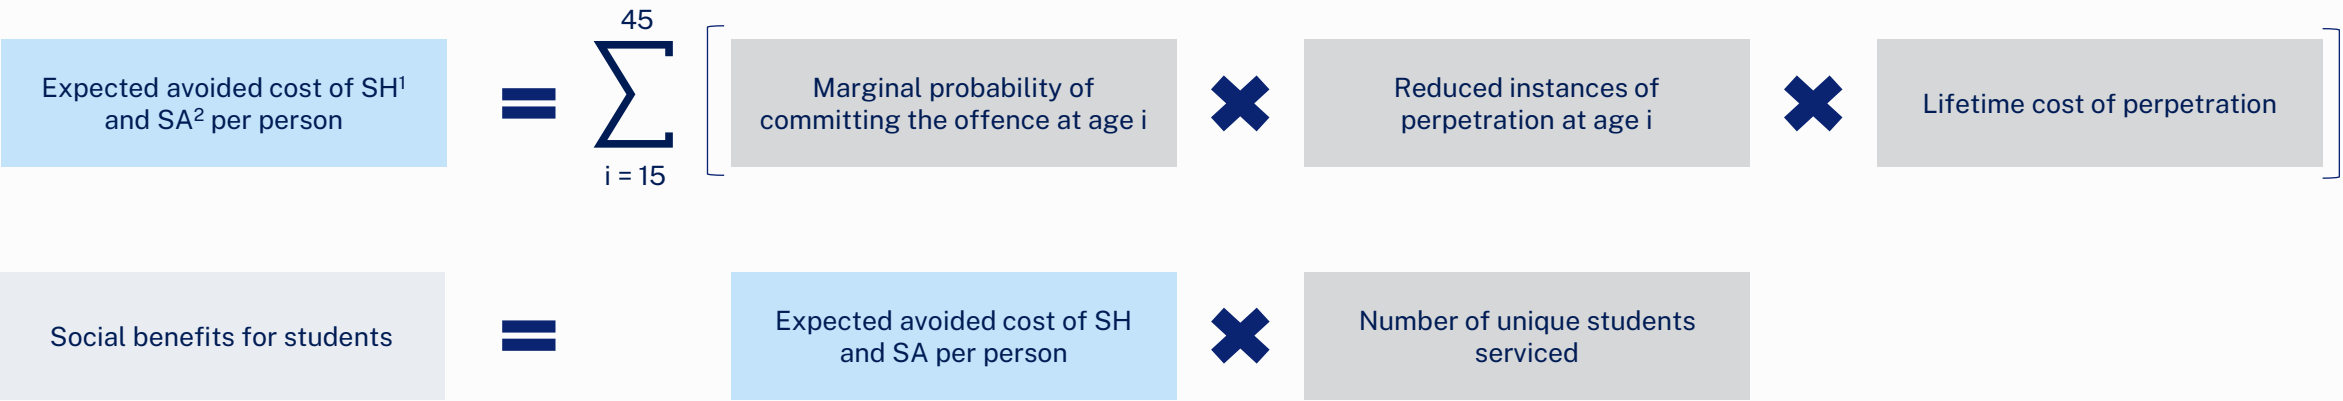 45
Expected avoided cost of SH¹
and SA² per person
=
∑
[
Marginal probability of
committing the offence at age i
✖
Reduced instances of
perpetration at age i
✖
Lifetime cost of perpetration
]
i = 15
Social benefits for students
=
Expected avoided cost of SH
and SA per person
✖
Number of unique students
serviced